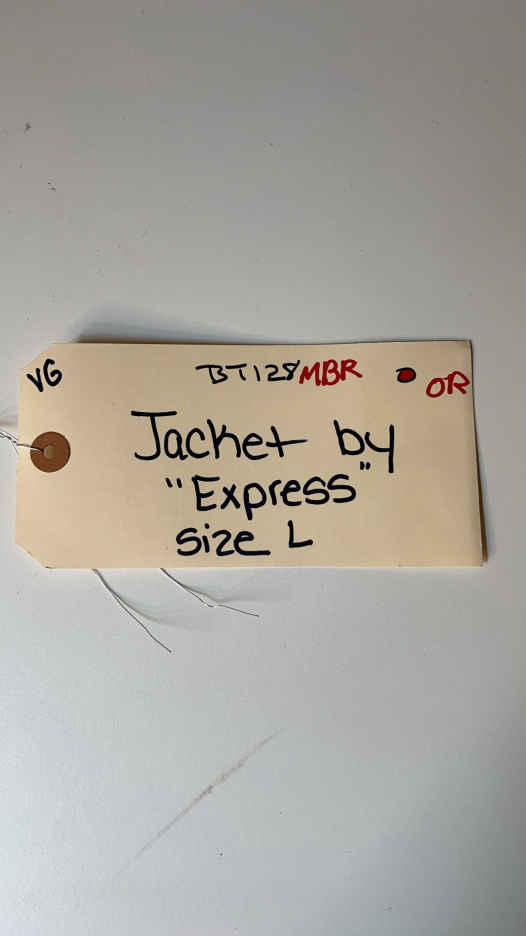 VG BT128MBR OR
Jacket by
"Express"
size L